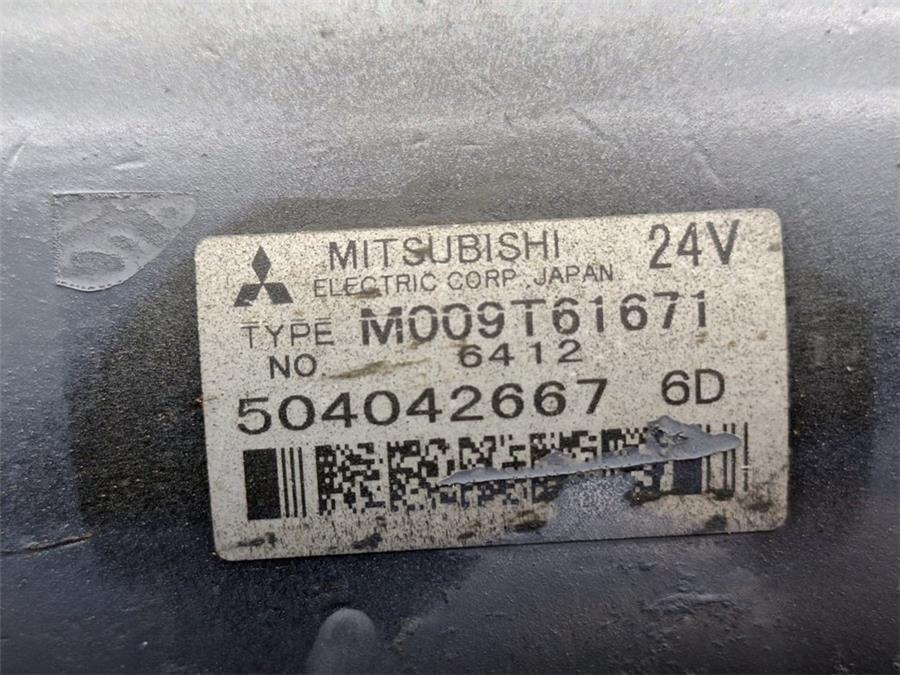 MITSUBISHI 24V
ELECTRIC CORP. JAPAN
TYPE M009T61671
NO. 6412
504042667 6D